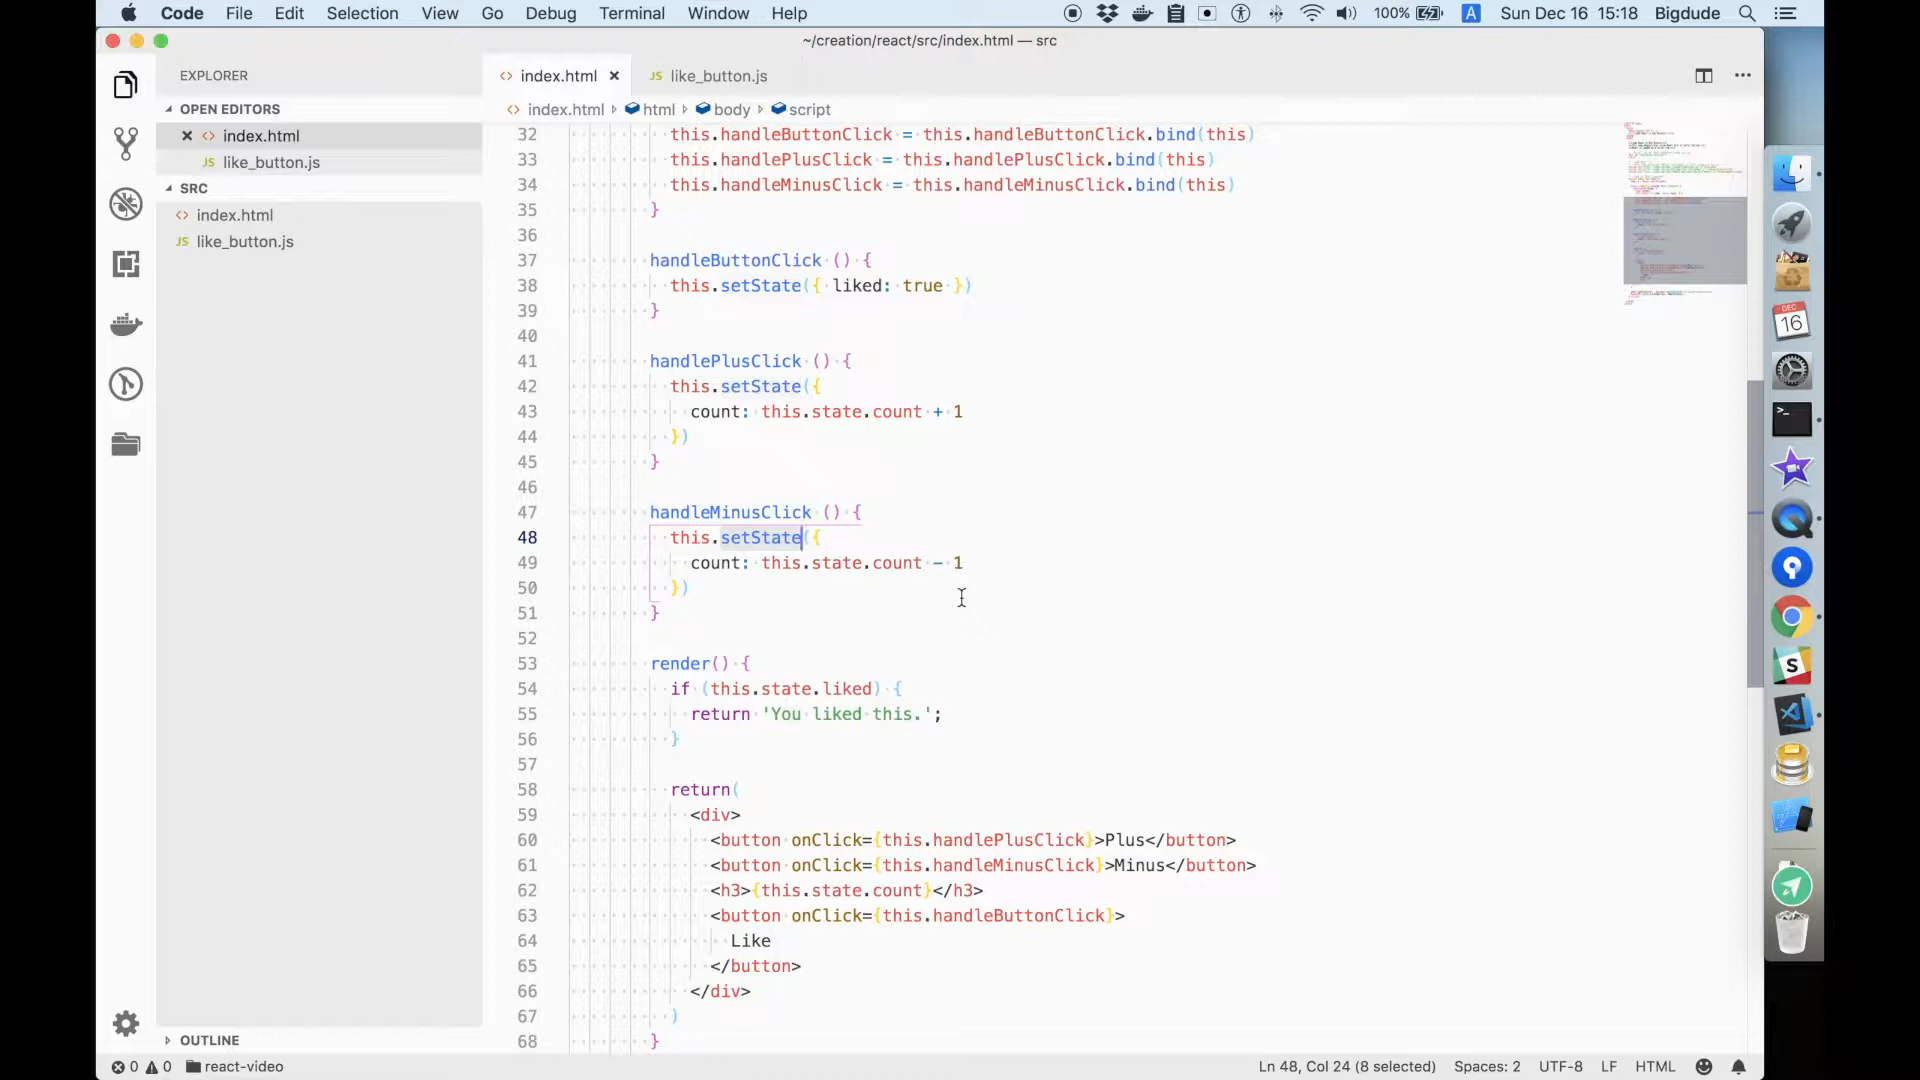 Code File Edit Selection View Go Debug Terminal Window Help 100% A Sun Dec 16 15:18 Bigdude
~/creation/react/src/index.html — src
EXPLORER
OPEN EDITORS
index.html
JS like_button.js
SRC
index.html
JS like_button.js
OUTLINE
index.html
JS like_button.js
index.html html body script
32 this.handleButtonClick = this.handleButtonClick.bind(this)
33 this.handlePlusClick = this.handlePlusClick.bind(this)
34 this.handleMinusClick = this.handleMinusClick.bind(this)
35 }
36
37 handleButtonClick () {
38 this.setState({ liked: true })
39 }
40
41 handlePlusClick () {
42 this.setState({
43 count: this.state.count + 1
44 })
45 }
46
47 handleMinusClick () {
48 this.setState({
49 count: this.state.count - 1
50 })
51 }
52
53 render() {
54 if (this.state.liked) {
55 return 'You liked this.';
56 }
57
58 return(
59 <div>
60 <button onClick={this.handlePlusClick}>Plus</button>
61 <button onClick={this.handleMinusClick}>Minus</button>
62 <h3>{this.state.count}</h3>
63 <button onClick={this.handleButtonClick}>
64 Like
65 </button>
66 </div>
67 )
68 }
DEC
16
S
0 0 react-video Ln 48, Col 24 (8 selected) Spaces: 2 UTF-8 LF HTML